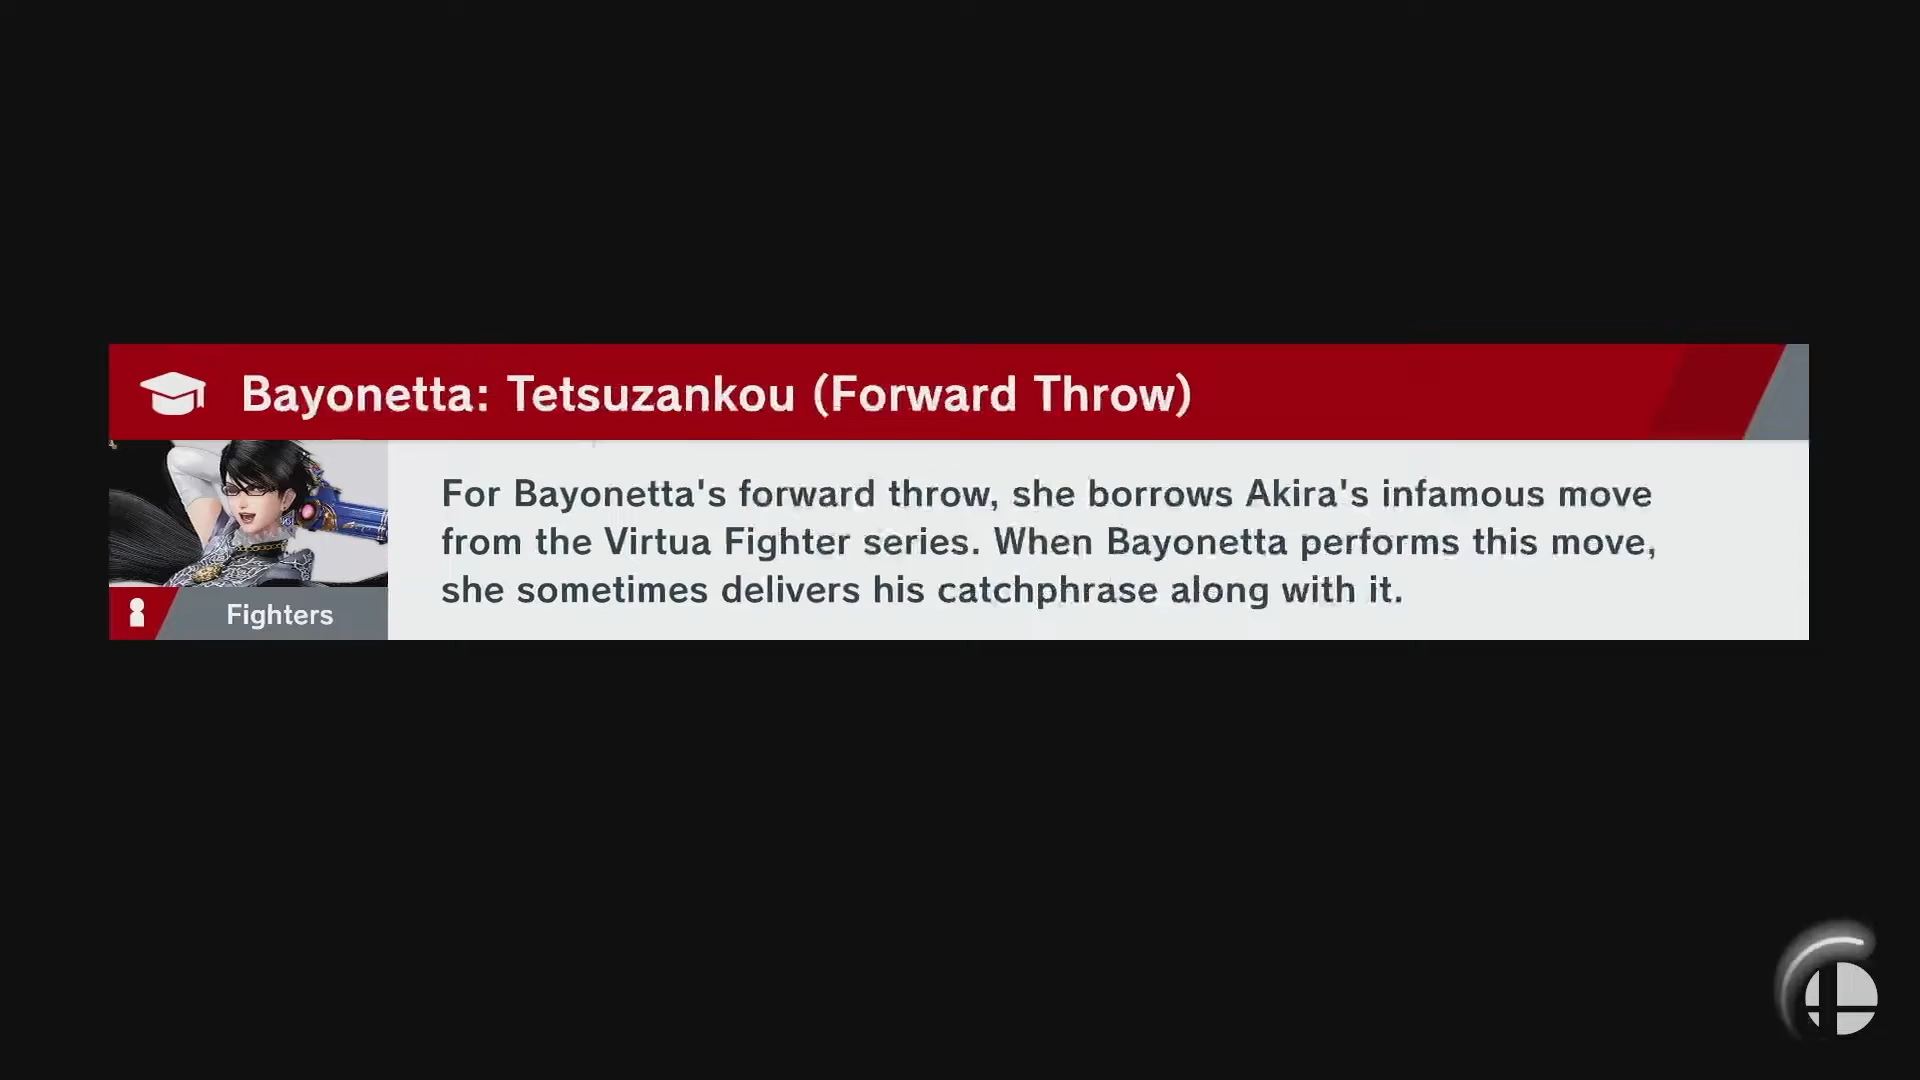 Bayonetta: Tetsuzankou (Forward Throw)
For Bayonetta's forward throw, she borrows Akira's infamous move
from the Virtua Fighter series. When Bayonetta performs this move,
she sometimes delivers his catchphrase along with it.
Fighters